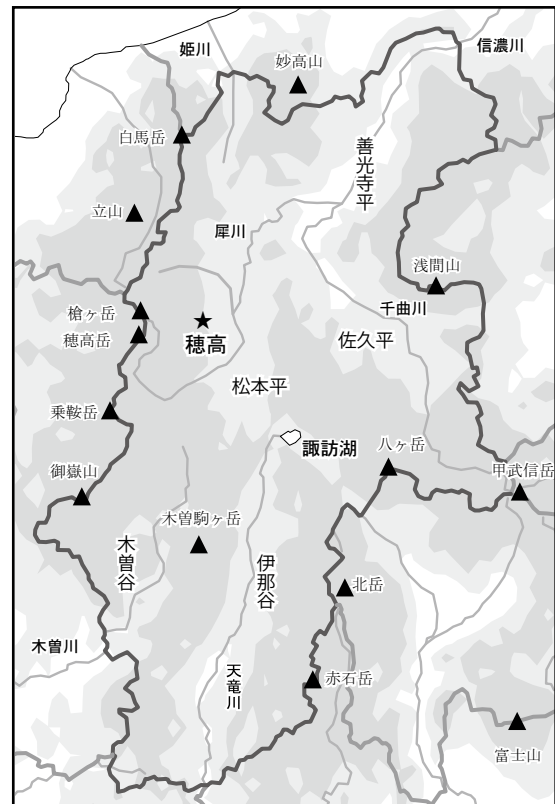 姫川
妙高山
信濃川
白馬岳
善光寺平
立山
犀川
浅間山
千曲川
槍ヶ岳
穂高岳
穂高
佐久平
松本平
乗鞍岳
諏訪湖
八ヶ岳
御嶽山
甲武信岳
木曽駒ヶ岳
木曽谷
伊那谷
北岳
木曽川
天竜川
赤石岳
富士山